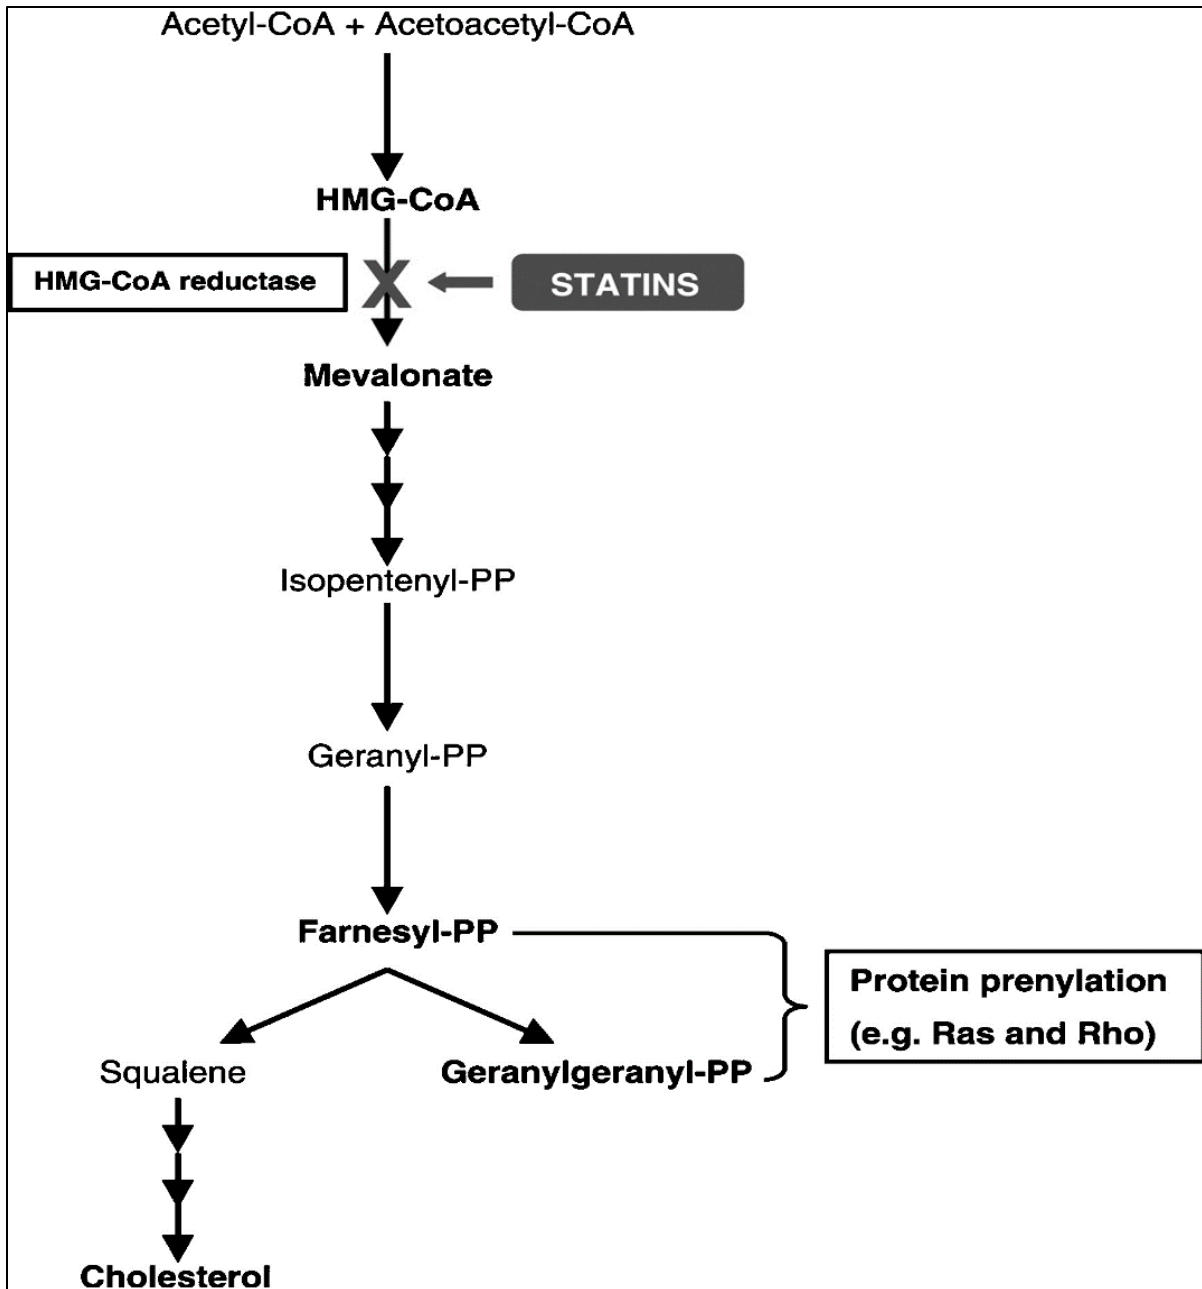 Acetyl-CoA + Acetoacetyl-CoA
HMG-CoA
HMG-CoA reductase
X
STATINS
Mevalonate
Isopentenyl-PP
Geranyl-PP
Farnesyl-PP
Protein prenylation
(e.g. Ras and Rho)
Squalene
Geranylgeranyl-PP
Cholesterol